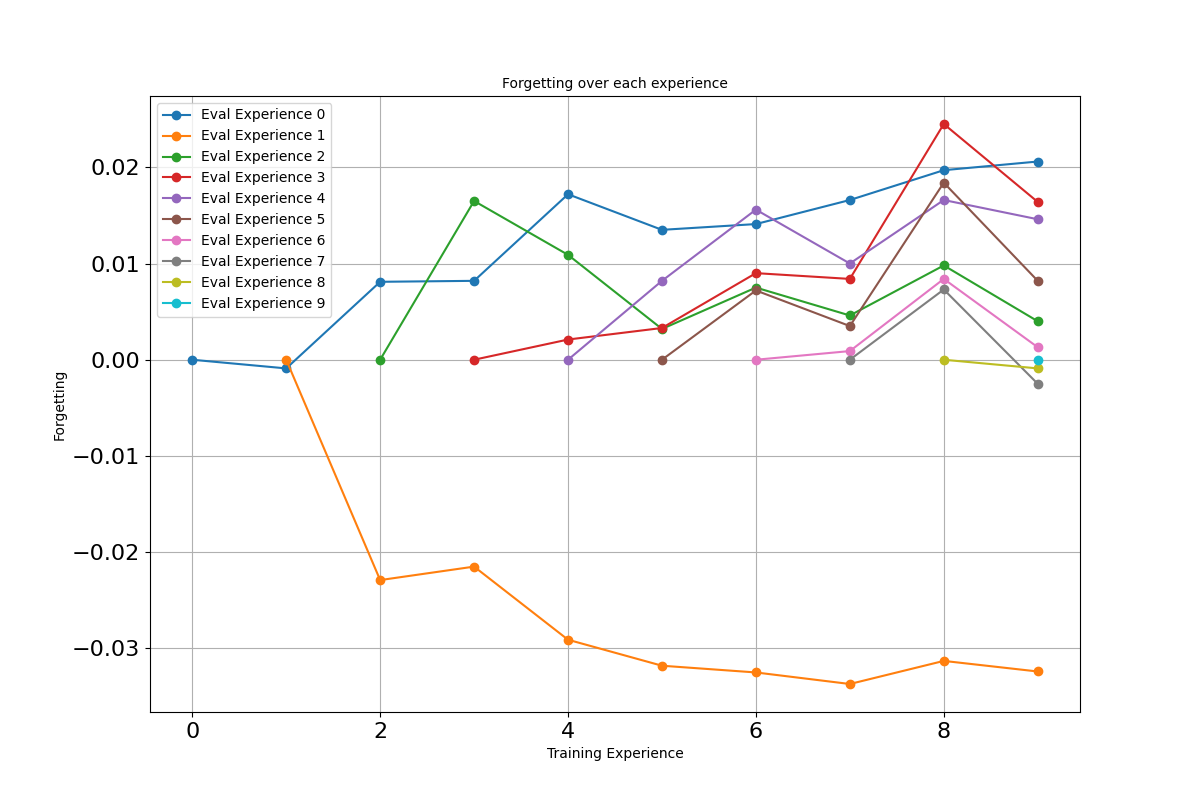 Forgetting over each experience
Eval Experience 0
Eval Experience 1
Eval Experience 2
Eval Experience 3
Eval Experience 4
Eval Experience 5
Eval Experience 6
Eval Experience 7
Eval Experience 8
Eval Experience 9
0.02
0.01
0.00
−0.01
−0.02
−0.03
Forgetting
0 2 4 6 8
Training Experience